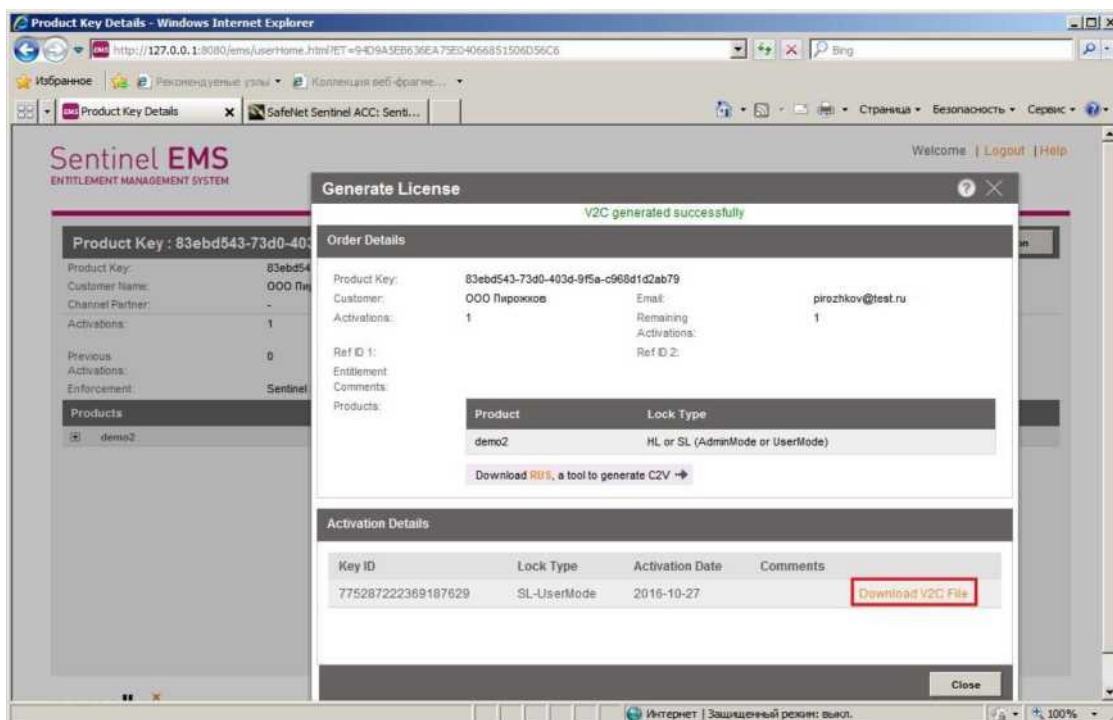 Product Key Details - Windows Internet Explorer
http://127.0.0.1:8080/ems/userHome.html?ET=94D9A5EB636EA75E04066851506D56C6
Bing
Избранное
Рекомендуемые узлы
Коллекция веб-фрагме...
Product Key Details
SafeNet Sentinel ACC: Senti...
Страница
Безопасность
Сервис
Sentinel EMS
ENTITLEMENT MANAGEMENT SYSTEM
Welcome | Logout | Help
Product Key : 83ebd543-73d0-403
Product Key: 83ebd54
Customer Name: ООО Пи
Channel Partner: -
Activations: 1
Previous Activations: 0
Enforcement: Sentinel
Products
demo2
Generate License
V2C generated successfully
Order Details
Product Key: 83ebd543-73d0-403d-9f5a-c968d1d2ab79
Customer: ООО Пирожков Email: pirozhkov@test.ru
Activations: 1 Remaining Activations: 1
Ref ID 1: Ref ID 2:
Entitlement Comments:
Products:
Product Lock Type
demo2 HL or SL (AdminMode or UserMode)
Download RUS, a tool to generate C2V
Activation Details
Key ID Lock Type Activation Date Comments
775287222369187629 SL-UserMode 2016-10-27 Download V2C File
Close
Интернет | Защищенный режим: выкл.
100%